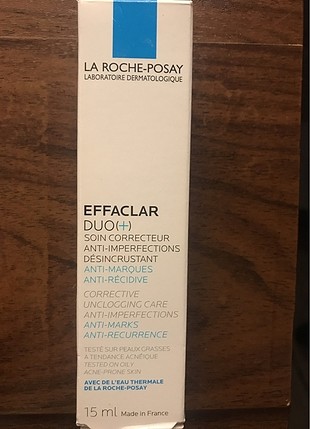 LA ROCHE-POSAY
LABORATOIRE DERMATOLOGIQUE
EFFACLAR
DUO(+)
SOIN CORRECTEUR
ANTI-IMPERFECTIONS
DÉSINCRUSTANT
ANTI-MARQUES
ANTI-RÉCIDIVE
CORRECTIVE
UNCLOGGING CARE
ANTI-IMPERFECTIONS
ANTI-MARKS
ANTI-RECURRENCE
TESTÉ SUR PEAUX GRASSES
À TENDANCE ACNÉIQUE
TESTED ON OILY
ACNE-PRONE SKIN
AVEC DE L'EAU THERMALE
DE LA ROCHE-POSAY
15 ml Made in France